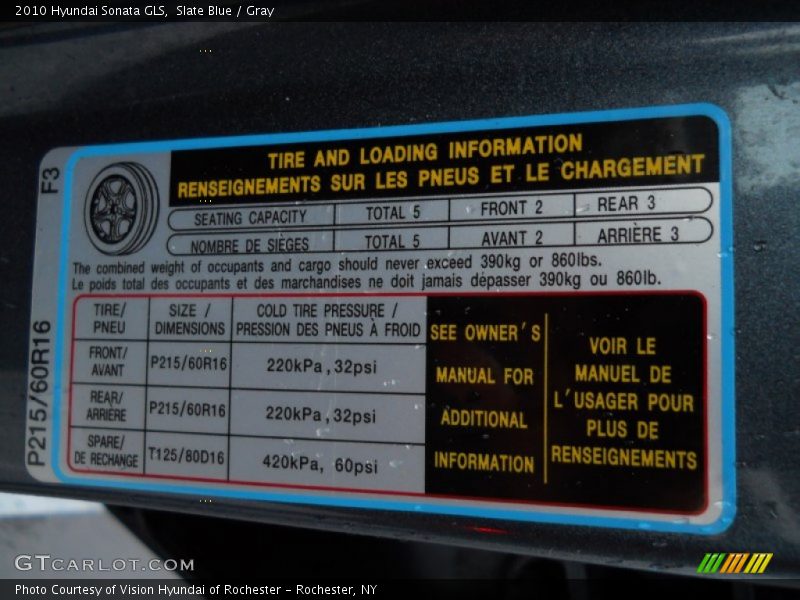 2010 Hyundai Sonata GLS, Slate Blue / Gray
F3
P215/60R16
TIRE AND LOADING INFORMATION
RENSEIGNEMENTS SUR LES PNEUS ET LE CHARGEMENT
SEATING CAPACITY TOTAL 5 FRONT 2 REAR 3
NOMBRE DE SIÈGES TOTAL 5 AVANT 2 ARRIÈRE 3
The combined weight of occupants and cargo should never exceed 390kg or 860lbs.
Le poids total des occupants et des marchandises ne doit jamais dépasser 390kg ou 860lb.
TIRE/
PNEU
SIZE /
DIMENSIONS
COLD TIRE PRESSURE /
PRESSION DES PNEUS À FROID
FRONT/
AVANT
P215/60R16
220kPa,32psi
REAR/
ARRIÈRE
P215/60R16
220kPa,32psi
SPARE/
DE RECHANGE
T125/80D16
420kPa, 60psi
SEE OWNER'S
MANUAL FOR
ADDITIONAL
INFORMATION
VOIR LE
MANUEL DE
L'USAGER POUR
PLUS DE
RENSEIGNEMENTS
GTCARLOT.COM
Photo Courtesy of Vision Hyundai of Rochester - Rochester, NY